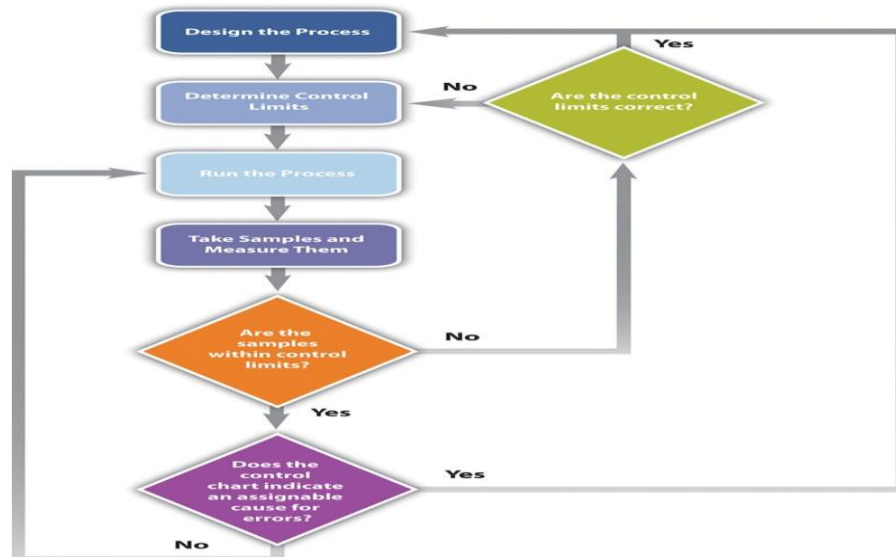 Design the Process
Yes
Determine Control
Limits
No
Are the control
limits correct?
Run the Process
Take Samples and
Measure Them
Are the
samples
within control
limits?
No
Yes
Does the
control
chart indicate
an assignable
cause for
errors?
Yes
No